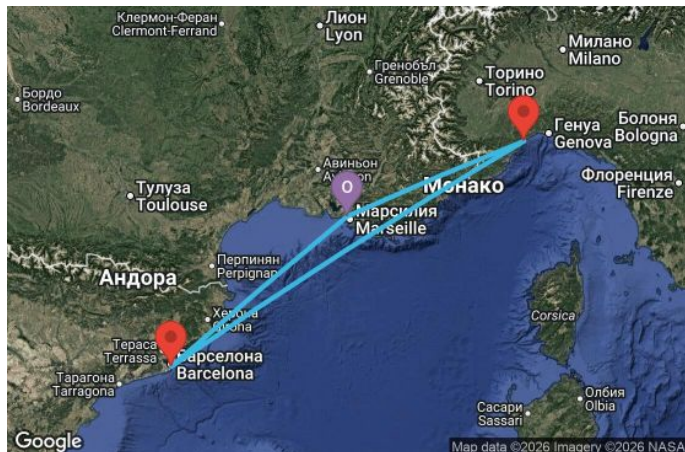 Клермон-Феран
Clermont-Ferrand
Лион
Lyon
Милано
Milano
Гренобъл
Grenoble
Торино
Torino
Бордо
Bordeaux
Генуа
Genova
Болоня
Bologna
Авиньон
Монако
Флоренция
Firenze
Тулуза
Toulouse
O
Марсилия
Marseille
Перпинян
Perpignan
Андора
Corsica
Тераса
Terrassa
Барселона
Barcelona
Тарагона
Tarragona
Олбия
Olbia
Сасари
Sassari
Google
Map data ©2026 Imagery ©2026 NASA